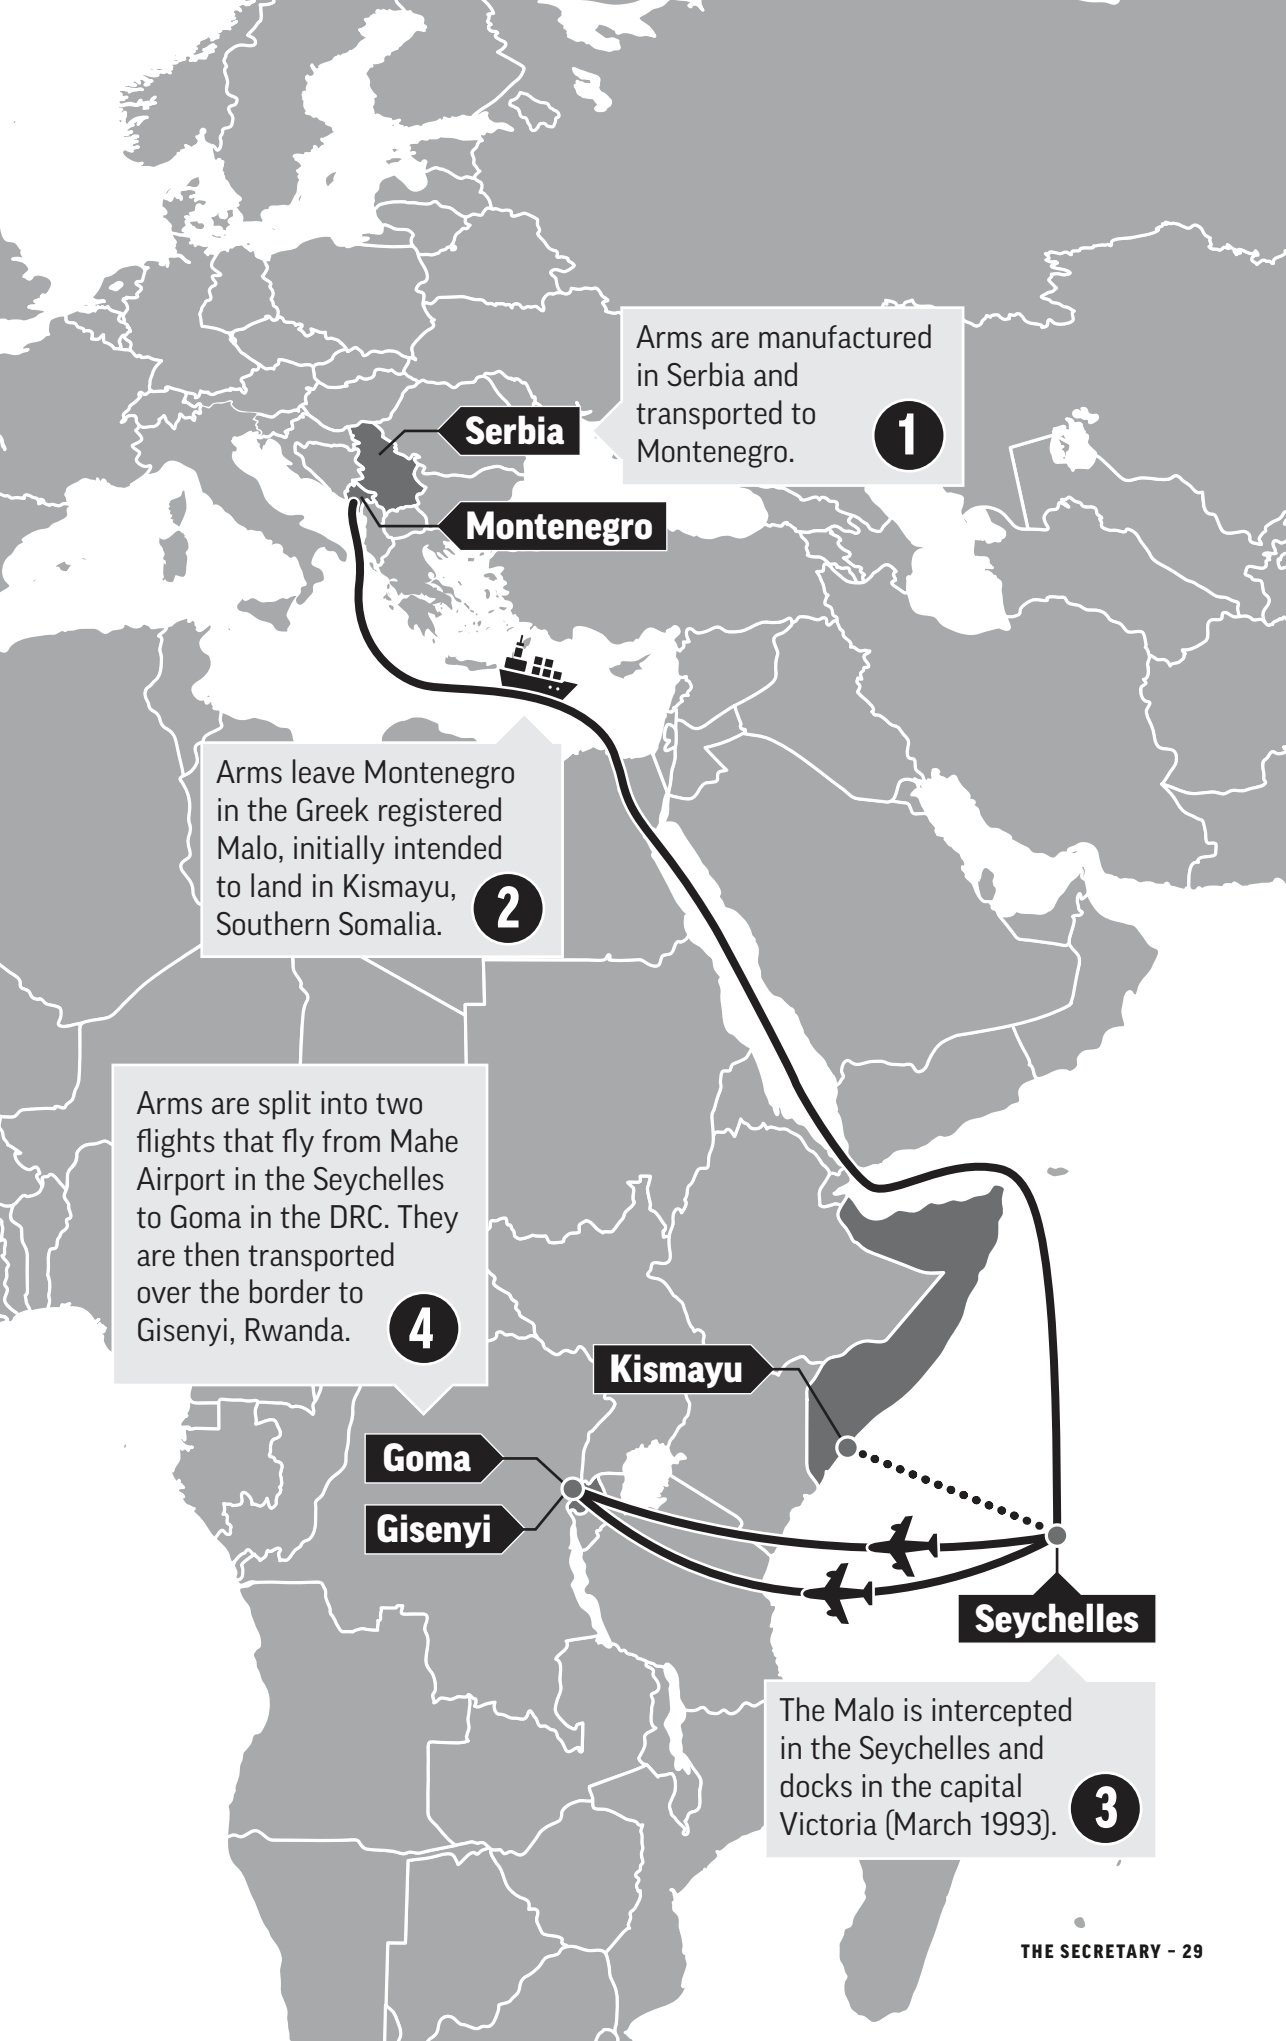 Arms are manufactured
in Serbia and
transported to
Montenegro.
1
Serbia
Montenegro
Arms leave Montenegro
in the Greek registered
Malo, initially intended
to land in Kismayu,
Southern Somalia.
2
Arms are split into two
flights that fly from Mahe
Airport in the Seychelles
to Goma in the DRC. They
are then transported
over the border to
Gisenyi, Rwanda.
4
Kismayu
Goma
Gisenyi
Seychelles
The Malo is intercepted
in the Seychelles and
docks in the capital
Victoria (March 1993).
3
THE SECRETARY – 29